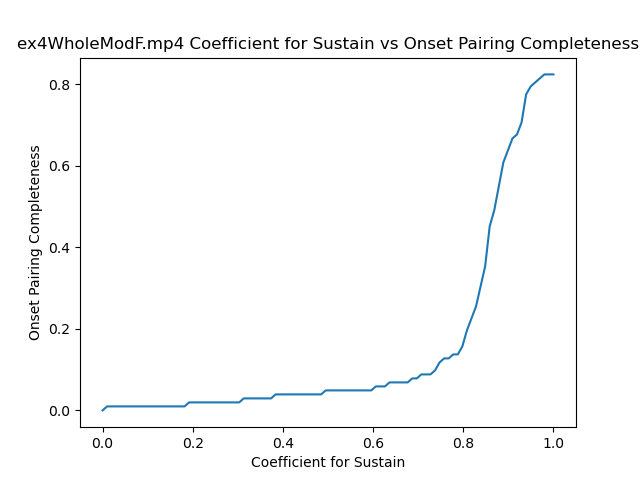 ex4WholeModF.mp4 Coefficient for Sustain vs Onset Pairing Completeness
Onset Pairing Completeness
0.8
0.6
0.4
0.2
0.0
0.0 0.2 0.4 0.6 0.8 1.0
Coefficient for Sustain